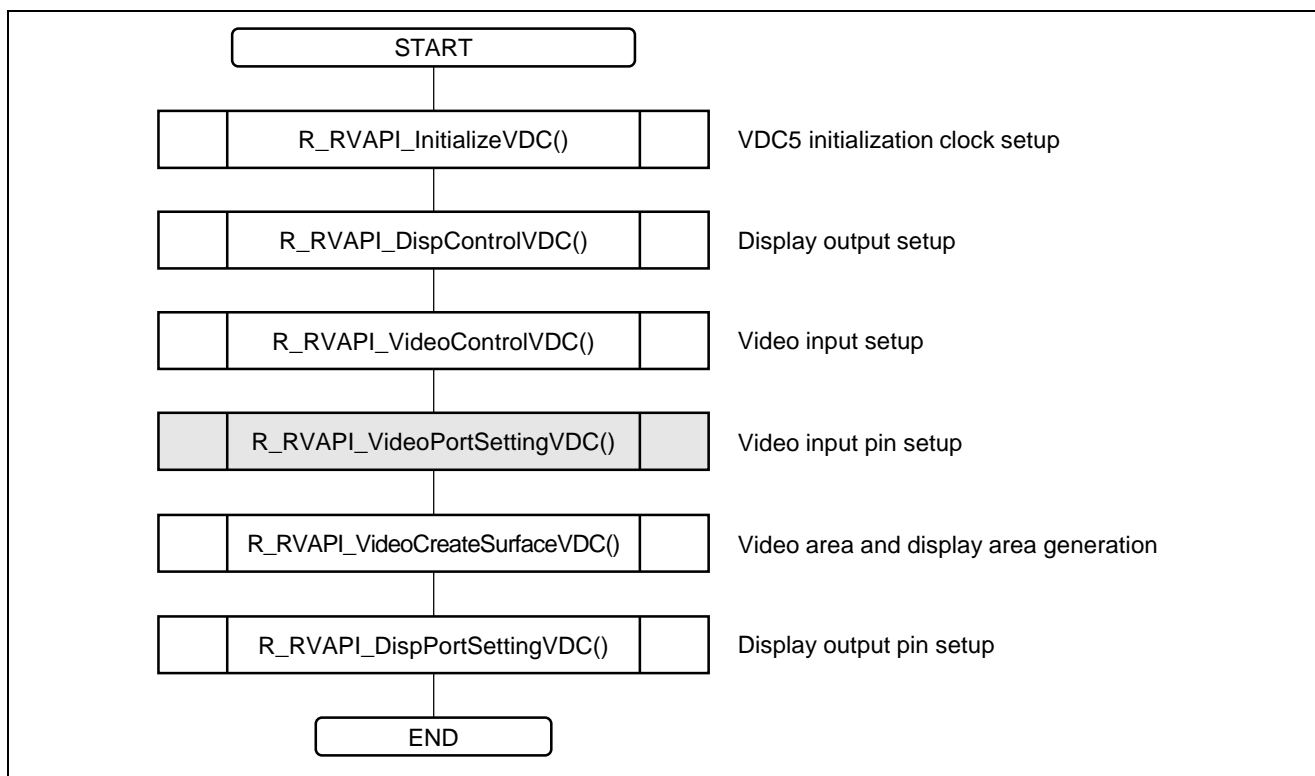 START
R_RVAPI_InitializeVDC() VDC5 initialization clock setup
R_RVAPI_DispControlVDC() Display output setup
R_RVAPI_VideoControlVDC() Video input setup
R_RVAPI_VideoPortSettingVDC() Video input pin setup
R_RVAPI_VideoCreateSurfaceVDC() Video area and display area generation
R_RVAPI_DispPortSettingVDC() Display output pin setup
END